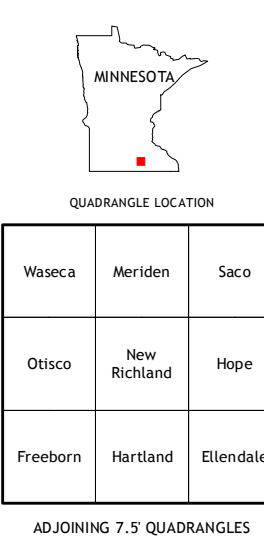 MINNESOTA
QUADRANGLE LOCATION
Waseca Meriden Saco
Otisco New Richland Hope
Freeborn Hartland Ellendale
ADJOINING 7.5' QUADRANGLES